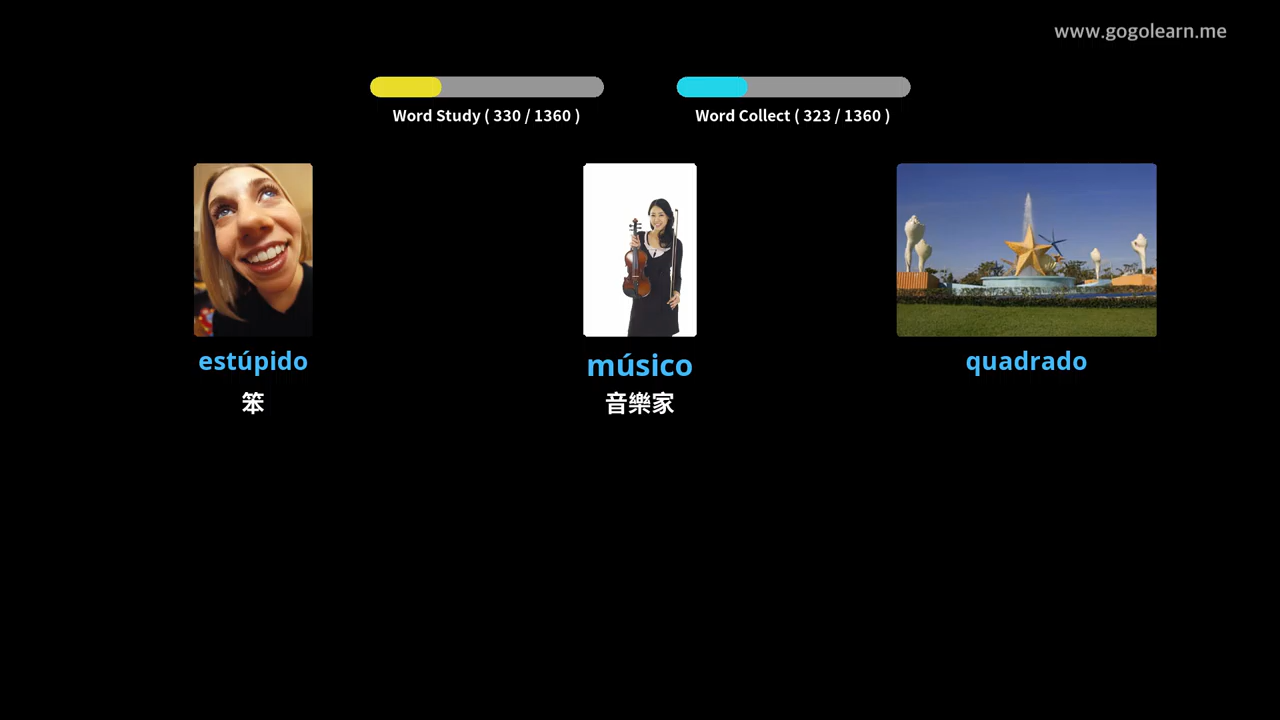 www.gogolearn.me
Word Study ( 330 / 1360 )
Word Collect ( 323 / 1360 )
estúpido
músico
quadrado
笨
音樂家